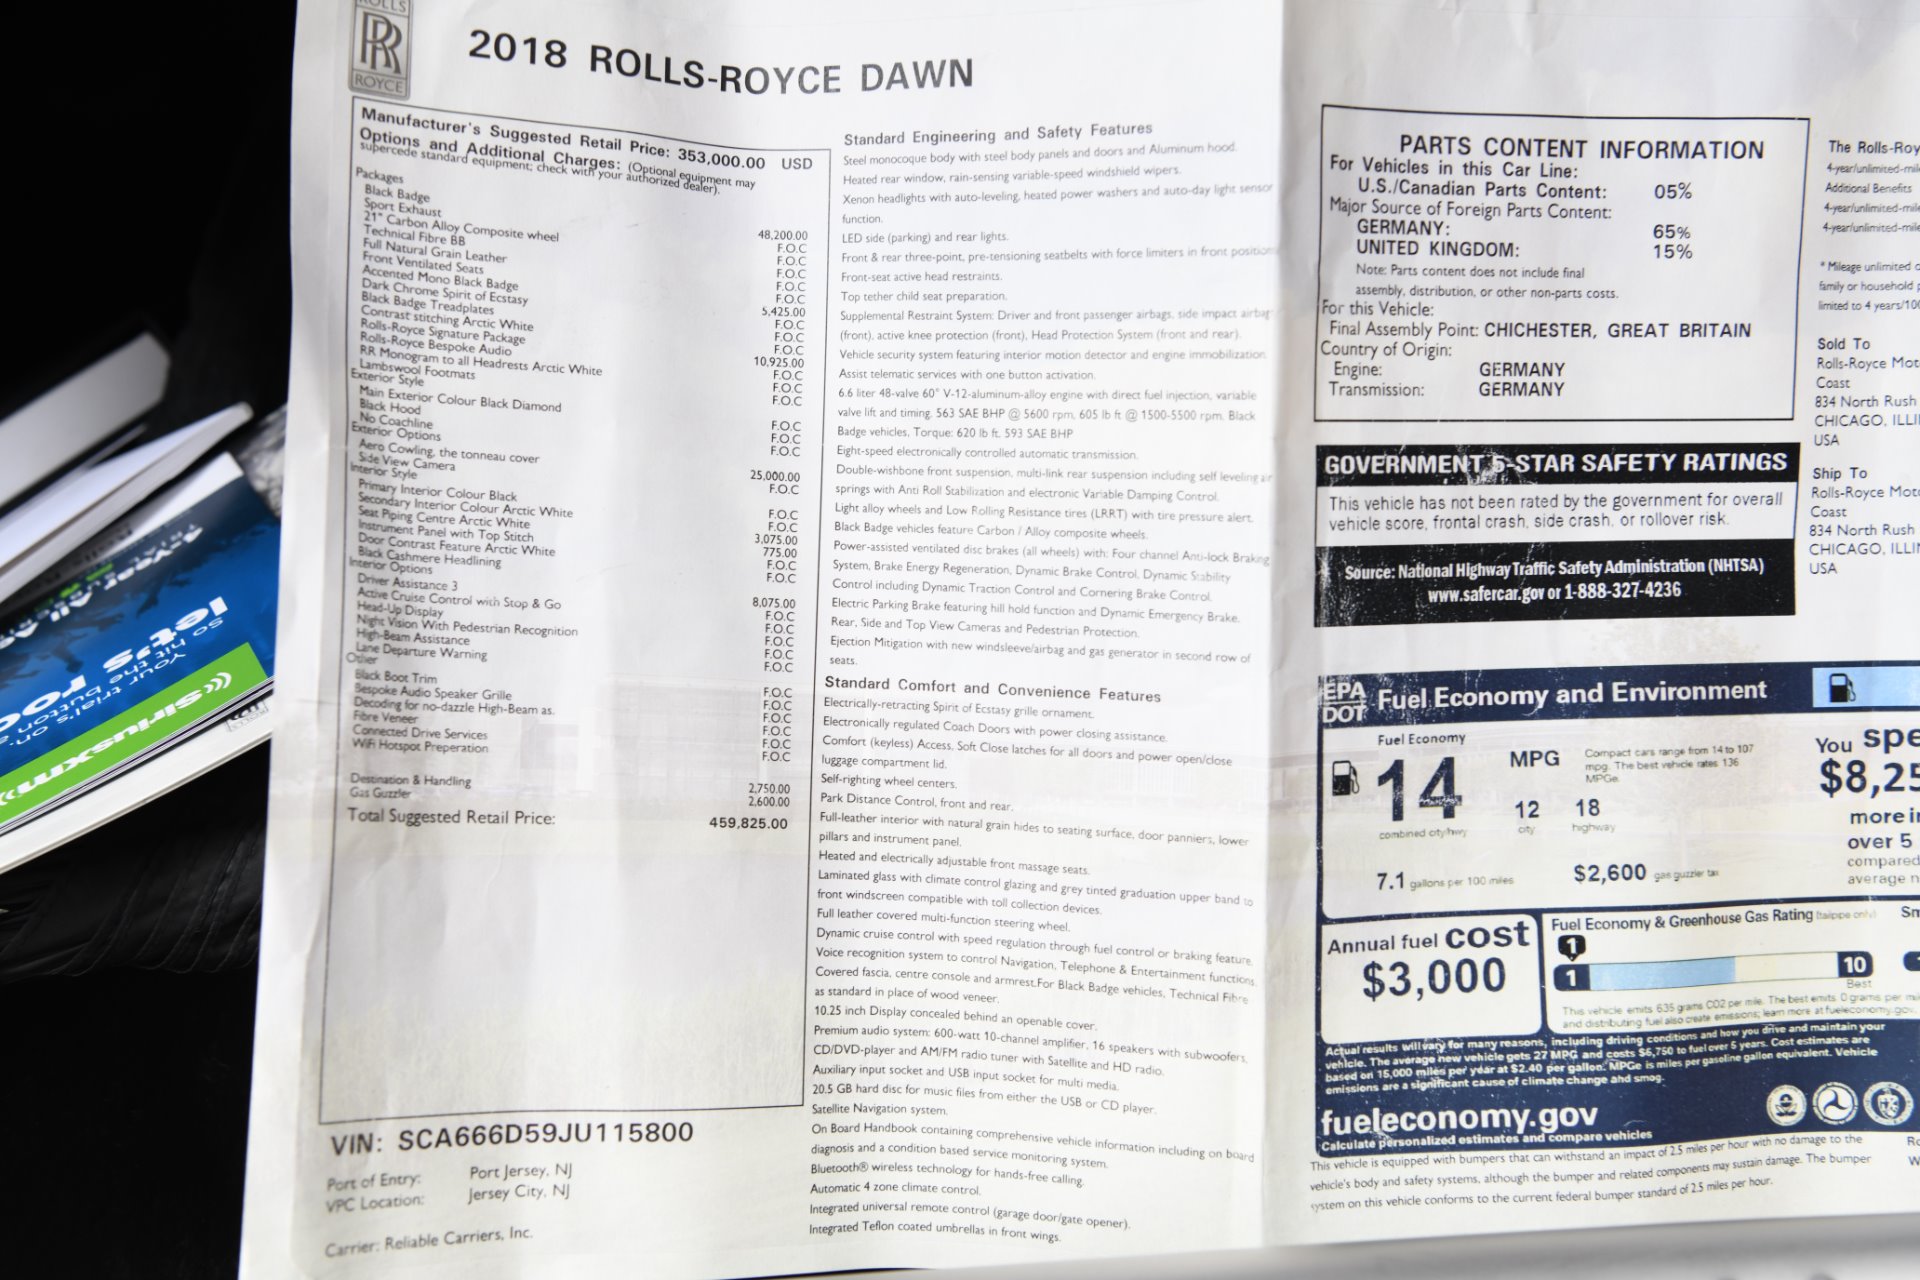 ROLLS
RR
ROYCE
2018 ROLLS-ROYCE DAWN
Manufacturer's Suggested Retail Price: 353,000.00 USD
Options and Additional Charges: (Optional equipment may
supercede standard equipment; check with your authorized dealer).
Packages
Black Badge 48,200.00
Sport Exhaust F.O.C
21" Carbon Alloy Composite wheel F.O.C
Technical Fibre BB F.O.C
Full Natural Grain Leather F.O.C
Front Ventilated Seats F.O.C
Accented Mono Black Badge 5,425.00
Dark Chrome Spirit of Ecstasy F.O.C
Black Badge Treadplates F.O.C
Contrast stitching Arctic White F.O.C
Rolls-Royce Signature Package 10,925.00
Rolls-Royce Bespoke Audio F.O.C
RR Monogram to all Headrests Arctic White F.O.C
Lambswool Footmats F.O.C
Exterior Style
Main Exterior Colour Black Diamond F.O.C
Black Hood F.O.C
No Coachline F.O.C
Exterior Options
Aero Cowling, the tonneau cover 25,000.00
Side View Camera F.O.C
Interior Style
Primary Interior Colour Black F.O.C
Secondary Interior Colour Arctic White F.O.C
Seat Piping Centre Arctic White 3,075.00
Instrument Panel with Top Stitch 775.00
Door Contrast Feature Arctic White F.O.C
Black Cashmere Headlining F.O.C
Interior Options
Driver Assistance 3 8,075.00
Active Cruise Control with Stop & Go F.O.C
Head-Up Display F.O.C
Night Vision With Pedestrian Recognition F.O.C
High-Beam Assistance F.O.C
Lane Departure Warning F.O.C
Other
Black Boot Trim F.O.C
Bespoke Audio Speaker Grille F.O.C
Decoding for no-dazzle High-Beam as. F.O.C
Fibre Veneer F.O.C
Connected Drive Services F.O.C
WiFi Hotspot Preperation F.O.C
Destination & Handling 2,750.00
Gas Guzzler 2,600.00
Total Suggested Retail Price: 459,825.00
VIN: SCA666D59JU115800
Port of Entry: Port Jersey, NJ
VPC Location: Jersey City, NJ
Carrier: Reliable Carriers, Inc.
Standard Engineering and Safety Features
Steel monocoque body with steel body panels and doors and Aluminum hood.
Heated rear window, rain-sensing variable-speed windshield wipers.
Xenon headlights with auto-leveling, heated power washers and auto-day light sensor
function.
LED side (parking) and rear lights.
Front & rear three-point, pre-tensioning seatbelts with force limiters in front position
Front-seat active head restraints.
Top tether child seat preparation.
Supplemental Restraint System: Driver and front passenger airbags, side impact airbag
(front), active knee protection (front), Head Protection System (front and rear).
Vehicle security system featuring interior motion detector and engine immobilization.
Assist telematic services with one button activation.
6.6 liter 48-valve 60° V-12-aluminum-alloy engine with direct fuel injection, variable
valve lift and timing. 563 SAE BHP @ 5600 rpm, 605 lb ft @ 1500-5500 rpm, Black
Badge vehicles, Torque: 620 lb ft. 593 SAE BHP
Eight-speed electronically controlled automatic transmission.
Double-wishbone front suspension, multi-link rear suspension including self leveling air
springs with Anti Roll Stabilization and electronic Variable Damping Control.
Light alloy wheels and Low Rolling Resistance tires (LRRT) with tire pressure alert.
Black Badge vehicles feature Carbon / Alloy composite wheels.
Power-assisted ventilated disc brakes (all wheels) with: Four channel Anti-lock Braking
System, Brake Energy Regeneration, Dynamic Brake Control, Dynamic Stability
Control including Dynamic Traction Control and Cornering Brake Control.
Electric Parking Brake featuring hill hold function and Dynamic Emergency Brake.
Rear, Side and Top View Cameras and Pedestrian Protection.
Ejection Mitigation with new windsleeve/airbag and gas generator in second row of
seats.
Standard Comfort and Convenience Features
Electrically-retracting Spirit of Ecstasy grille ornament.
Electronically regulated Coach Doors with power closing assistance.
Comfort (keyless) Access. Soft Close latches for all doors and power open/close
luggage compartment lid.
Self-righting wheel centers.
Park Distance Control, front and rear.
Full-leather interior with natural grain hides to seating surface, door panniers, lower
pillars and instrument panel.
Heated and electrically adjustable front massage seats.
Laminated glass with climate control glazing and grey tinted graduation upper band to
front windscreen compatible with toll collection devices.
Full leather covered multi-function steering wheel.
Dynamic cruise control with speed regulation through fuel control or braking feature.
Voice recognition system to control Navigation, Telephone & Entertainment functions.
Covered fascia, centre console and armrest.For Black Badge vehicles, Technical Fibre
as standard in place of wood veneer.
10.25 inch Display concealed behind an openable cover.
Premium audio system: 600-watt 10-channel amplifier, 16 speakers with subwoofers,
CD/DVD-player and AM/FM radio tuner with Satellite and HD radio.
Auxiliary input socket and USB input socket for multi media.
20.5 GB hard disc for music files from either the USB or CD player.
Satellite Navigation system.
On Board Handbook containing comprehensive vehicle information including on board
diagnosis and a condition based service monitoring system.
Bluetooth® wireless technology for hands-free calling.
Automatic 4 zone climate control.
Integrated universal remote control (garage door/gate opener).
Integrated Teflon coated umbrellas in front wings.
PARTS CONTENT INFORMATION
For Vehicles in this Car Line:
U.S./Canadian Parts Content: 05%
Major Source of Foreign Parts Content:
GERMANY: 65%
UNITED KINGDOM: 15%
Note: Parts content does not include final
assembly, distribution, or other non-parts costs.
For this Vehicle:
Final Assembly Point: CHICHESTER, GREAT BRITAIN
Country of Origin:
Engine: GERMANY
Transmission: GERMANY
GOVERNMENT 5-STAR SAFETY RATINGS
This vehicle has not been rated by the government for overall
vehicle score, frontal crash, side crash, or rollover risk.
Source: National Highway Traffic Safety Administration (NHTSA)
www.safercar.gov or 1-888-327-4236
EPA
DOT
Fuel Economy and Environment
Fuel Economy
14 MPG
Compact cars range from 14 to 107
mpg. The best vehicle rates 136
MPGe.
12 18
combined city/hwy city highway
7.1 gallons per 100 miles
$2,600 gas guzzler tax
You spe
$8,25
more in
over 5
compared
average n
Annual fuel COST
$3,000
Fuel Economy & Greenhouse Gas Rating (tailpipe only)
Sm
1
1 10
Best
This vehicle emits 635 grams CO2 per mile. The best emits 0 grams per mi
and distributing fuel also create emissions; learn more at fueleconomy.gov.
Actual results will vary for many reasons, including driving conditions and how you drive and maintain your
vehicle. The average new vehicle gets 27 MPG and costs $6,750 to fuel over 5 years. Cost estimates are
based on 15,000 miles per year at $2.40 per gallon. MPGe is miles per gasoline gallon equivalent. Vehicle
emissions are a significant cause of climate change and smog.
fueleconomy.gov
Calculate personalized estimates and compare vehicles
This vehicle is equipped with bumpers that can withstand an impact of 2.5 miles per hour with no damage to the
vehicle's body and safety systems, although the bumper and related components may sustain damage. The bumper
system on this vehicle conforms to the current federal bumper standard of 2.5 miles per hour.
The Rolls-Roy
4-year/unlimited-mile
Additional Benefits
4-year/unlimited-mile
4-year/unlimited-mile
* Mileage unlimited
family or household p
limited to 4 years/100
Sold To
Rolls-Royce Mot
Coast
834 North Rush
CHICAGO, ILLI
USA
Ship To
Rolls-Royce Moto
Coast
834 North Rush
CHICAGO, ILLIN
USA
siriusxm
your trial's on.
so hit the button
let's